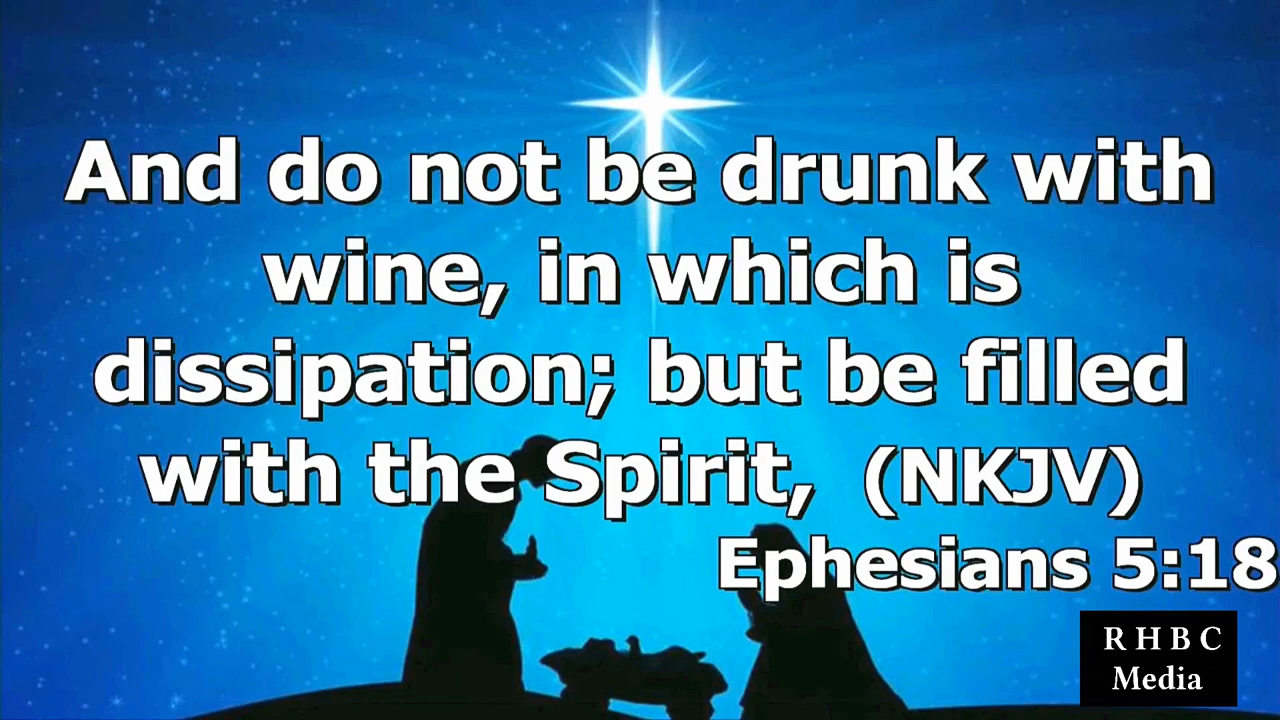 And do not be drunk with
wine, in which is
dissipation; but be filled
with the Spirit, (NKJV)
Ephesians 5:18
R H B C
Media